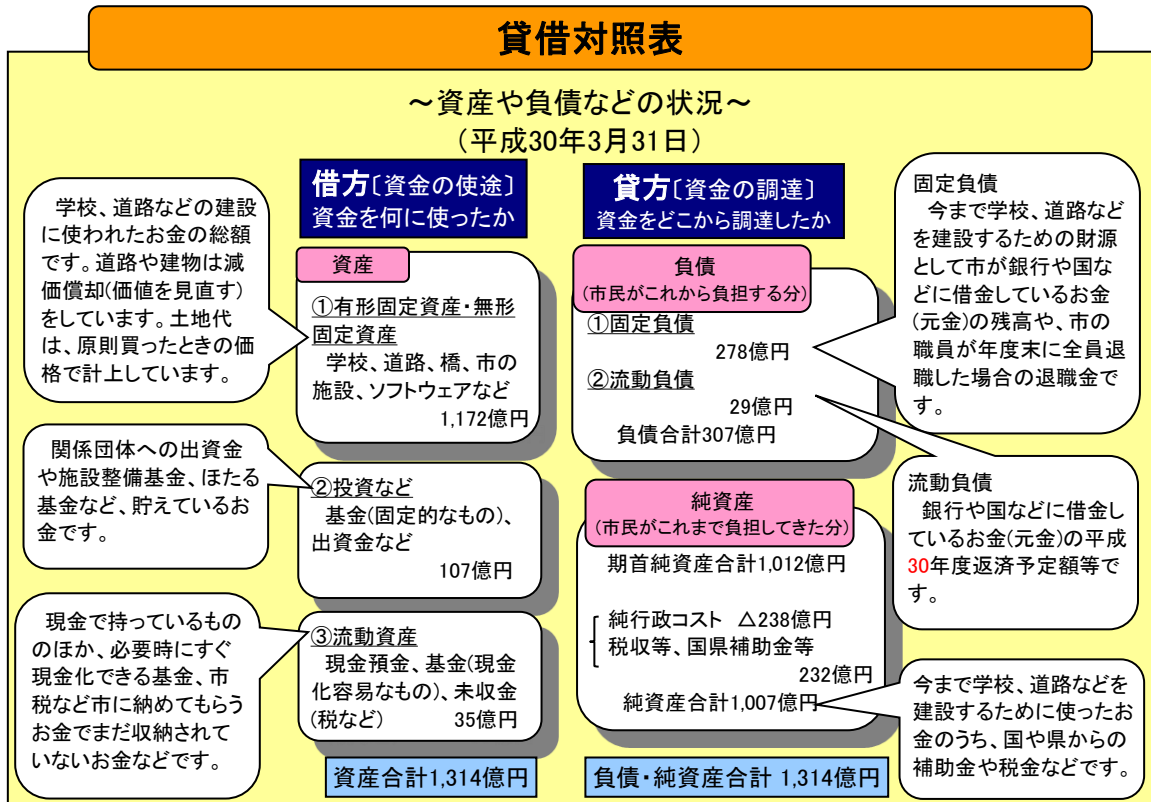 貸借対照表
～資産や負債などの状況～
（平成30年3月31日）
借方〔資金の使途〕
資金を何に使ったか
貸方〔資金の調達〕
資金をどこから調達したか
学校、道路などの建設
に使われたお金の総額
です。道路や建物は減
価償却(価値を見直す)
をしています。土地代
は、原則買ったときの価
格で計上しています。
資産
①有形固定資産・無形
固定資産
学校、道路、橋、市の
施設、ソフトウェアなど
1,172億円
関係団体への出資金
や施設整備基金、ほたる
基金など、貯えているお
金です。
②投資など
基金(固定的なもの)、
出資金など
107億円
現金で持っているもの
のほか、必要時にすぐ
現金化できる基金、市
税など市に納めてもらう
お金でまだ収納されて
いないお金などです。
③流動資産
現金預金、基金(現金
化容易なもの)、未収金
(税など) 35億円
資産合計1,314億円
負債
(市民がこれから負担する分)
①固定負債
278億円
②流動負債
29億円
負債合計307億円
固定負債
今まで学校、道路など
を建設するための財源
として市が銀行や国な
どに借金しているお金
(元金)の残高や、市の
職員が年度末に全員退
職した場合の退職金で
す。
流動負債
銀行や国などに借金し
ているお金(元金)の平成
30年度返済予定額等で
す。
純資産
(市民がこれまで負担してきた分)
期首純資産合計1,012億円
純行政コスト △238億円
税収等、国県補助金等
232億円
純資産合計1,007億円
今まで学校、道路などを
建設するために使ったお
金のうち、国や県からの
補助金や税金などです。
負債・純資産合計 1,314億円